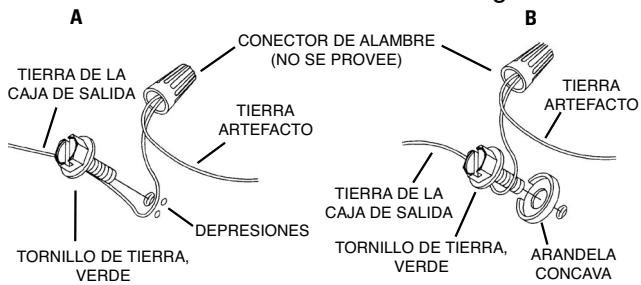 A
B
CONECTOR DE ALAMBRE
(NO SE PROVEE)
TIERRA DE LA
CAJA DE SALIDA
TIERRA
ARTEFACTO
TIERRA
ARTEFACTO
DEPRESIONES
TIERRA DE LA
CAJA DE SALIDA
TORNILLO DE TIERRA,
VERDE
TORNILLO DE TIERRA,
VERDE
ARANDELA
CONCAVA